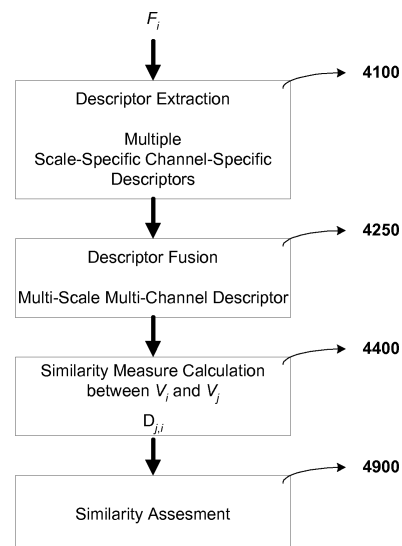 F_i
4100
Descriptor Extraction
Multiple
Scale-Specific Channel-Specific
Descriptors
4250
Descriptor Fusion
Multi-Scale Multi-Channel Descriptor
4400
Similarity Measure Calculation
between V_i and V_j
D_j,i
4900
Similarity Assesment